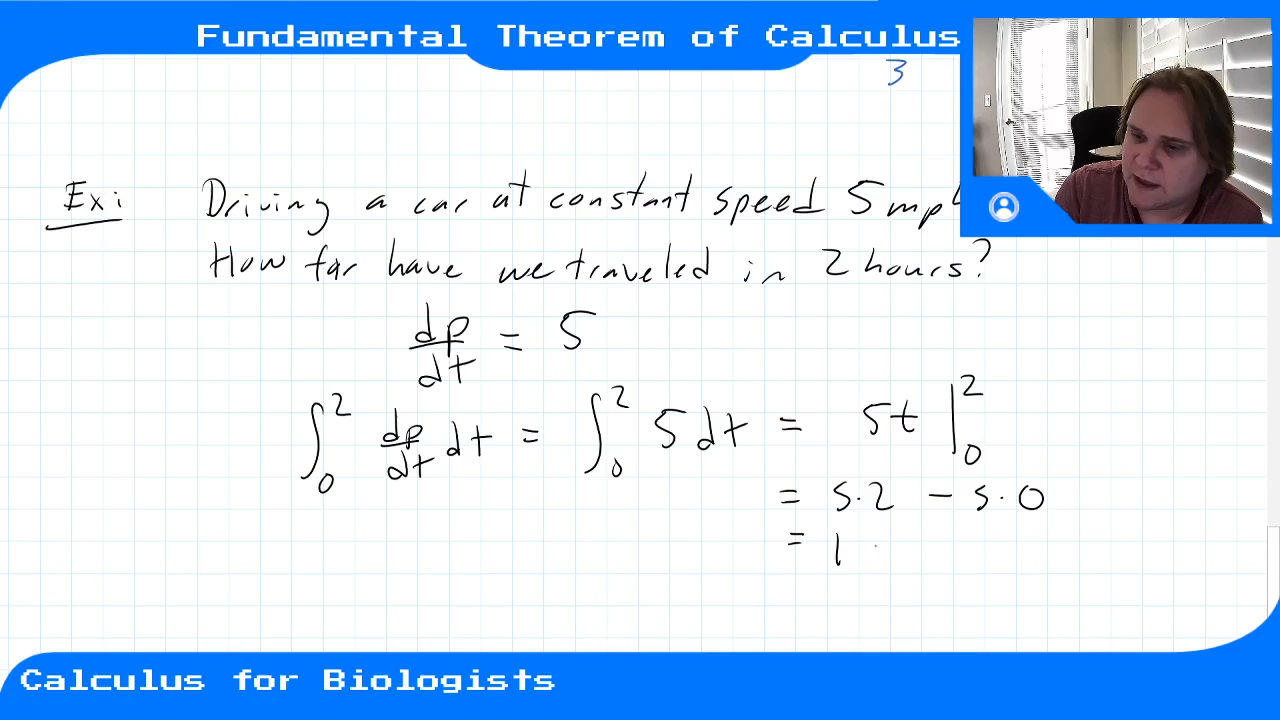 Fundamental Theorem of Calculus
3
Ex: Driving a car at constant speed 5 mph
How far have we traveled in 2 hours?
dp/dt = 5
∫₀² dp/dt dt = ∫₀² 5 dt = 5t |₀²
= 5·2 − 5·0
= 1
Calculus for Biologists